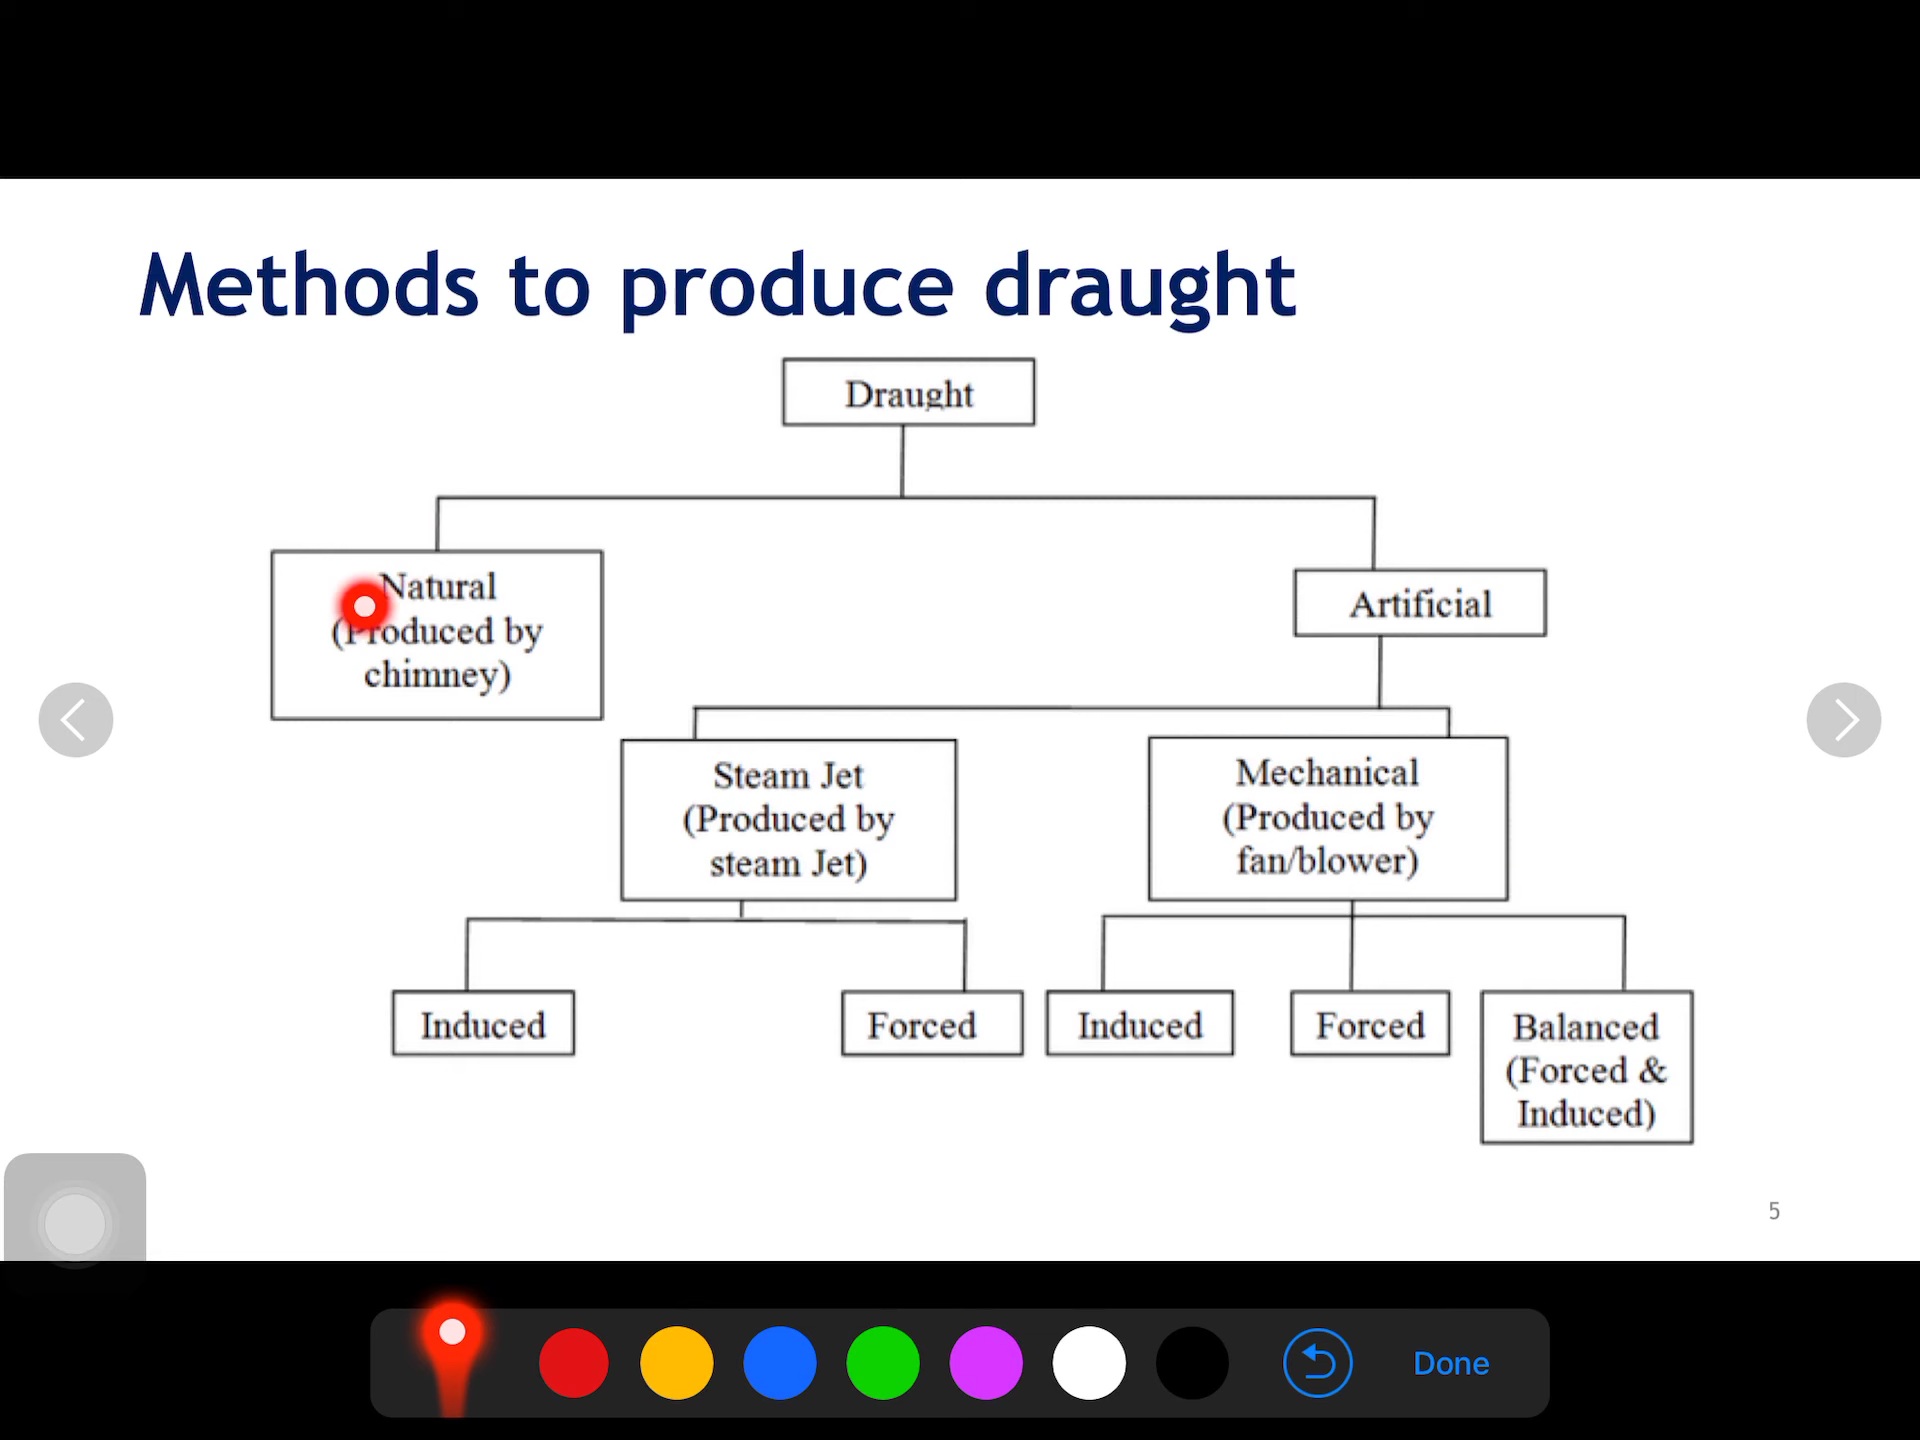 Methods to produce draught
Draught
Natural
(Produced by
chimney)
Artificial
Steam Jet
(Produced by
steam Jet)
Mechanical
(Produced by
fan/blower)
Induced
Forced
Induced
Forced
Balanced
(Forced &
Induced)
5
Done